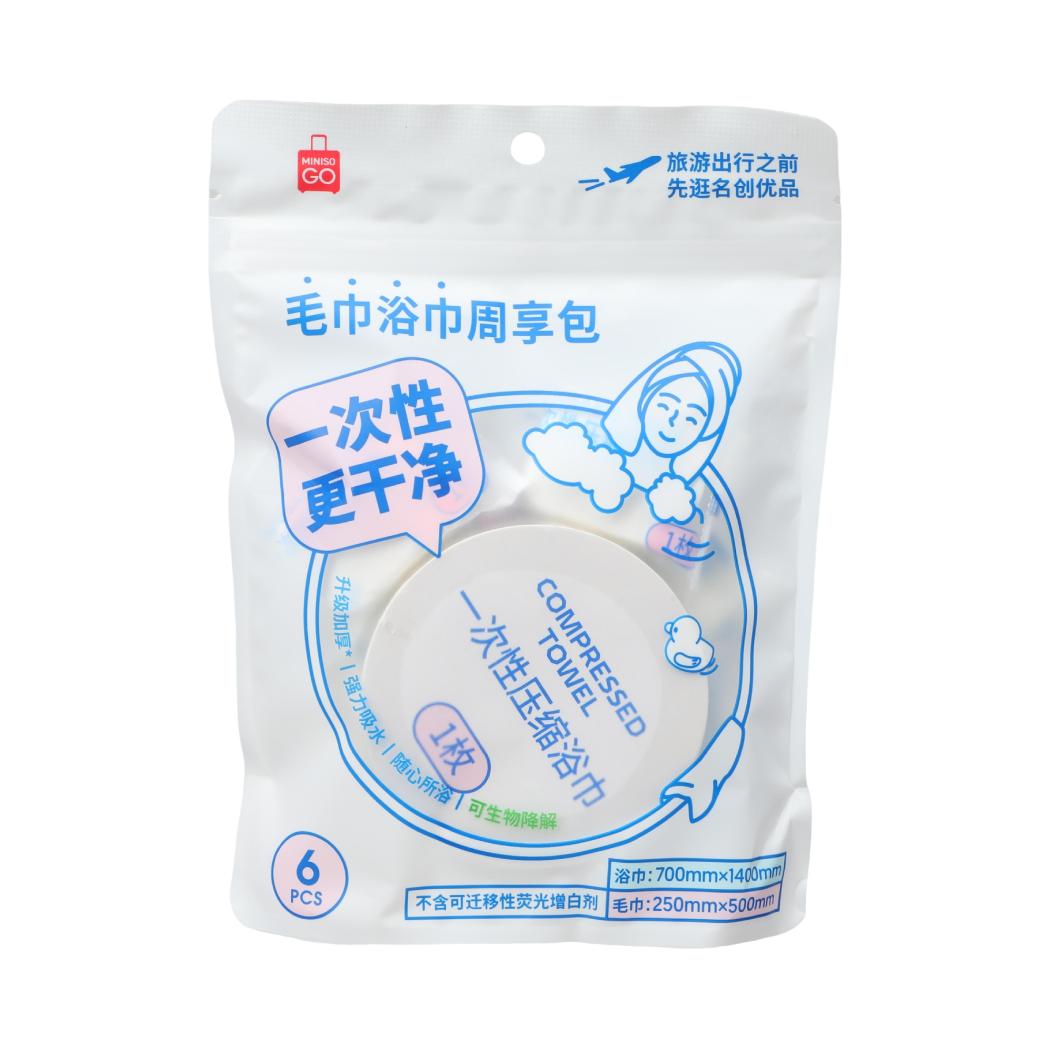 MINISO
GO
旅游出行之前
先逛名创优品
毛巾浴巾周享包
一次性
更干净
1枚
COMPRESSED
TOWEL
一次性压缩浴巾
1枚
升级加厚*|强力吸水|随心所浴|可生物降解
6
PCS
不含可迁移性荧光增白剂
浴巾:700mm×1400mm
毛巾:250mm×500mm